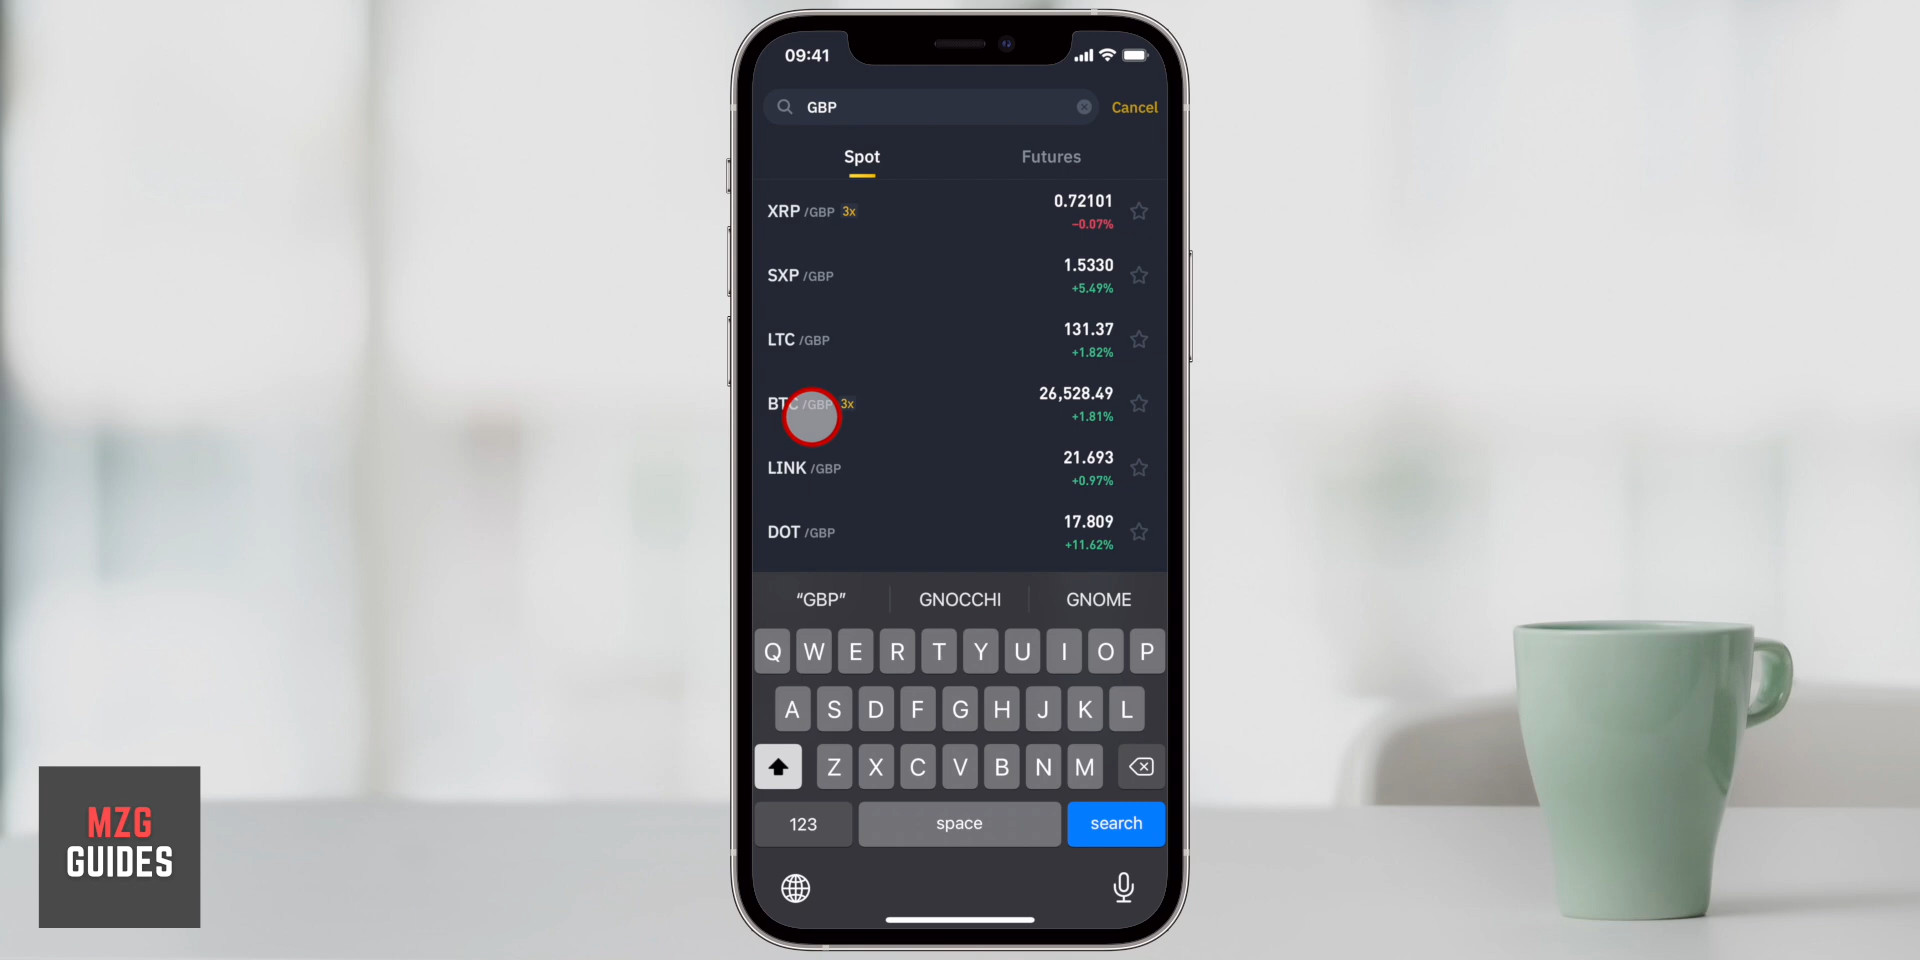 09:41
GBP
Cancel
Spot
Futures
XRP /GBP 3x
0.72101
-0.07%
SXP /GBP
1.5330
+5.49%
LTC /GBP
131.37
+1.82%
BTC /GBP 3x
26,528.49
+1.81%
LINK /GBP
21.693
+0.97%
DOT /GBP
17.809
+11.62%
“GBP” GNOCCHI GNOME
Q W E R T Y U I O P
A S D F G H J K L
Z X C V B N M
123 space search
MZG
GUIDES